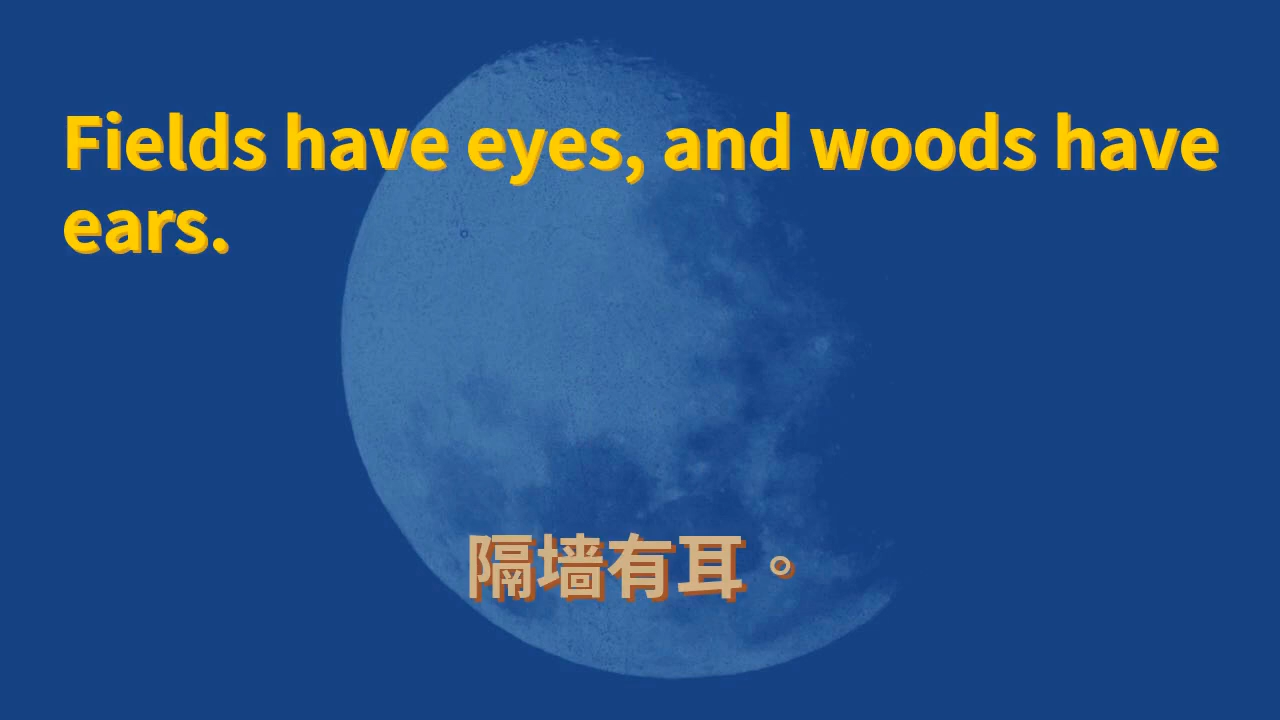 Fields have eyes, and woods have
ears.
隔墙有耳。